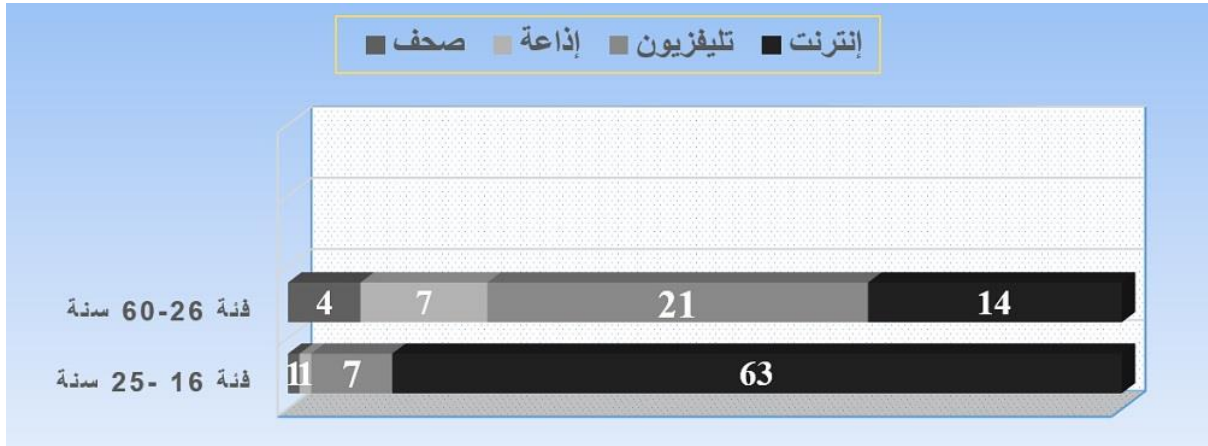 إنترنت تليفزيون إذاعة صحف
فئة 26-60 سنة
4 7 21 14
فئة 16 -25 سنة
1 1 7 63